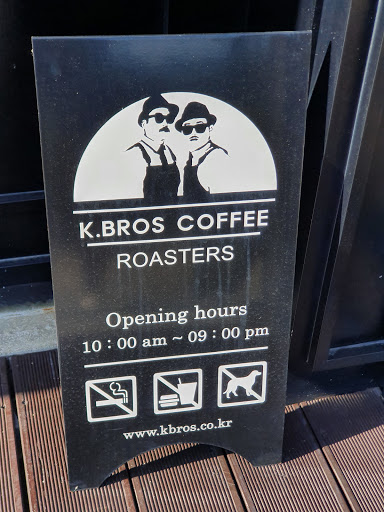 K.BROS COFFEE
ROASTERS
Opening hours
10 : 00 am ~ 09 : 00 pm
www.kbros.co.kr